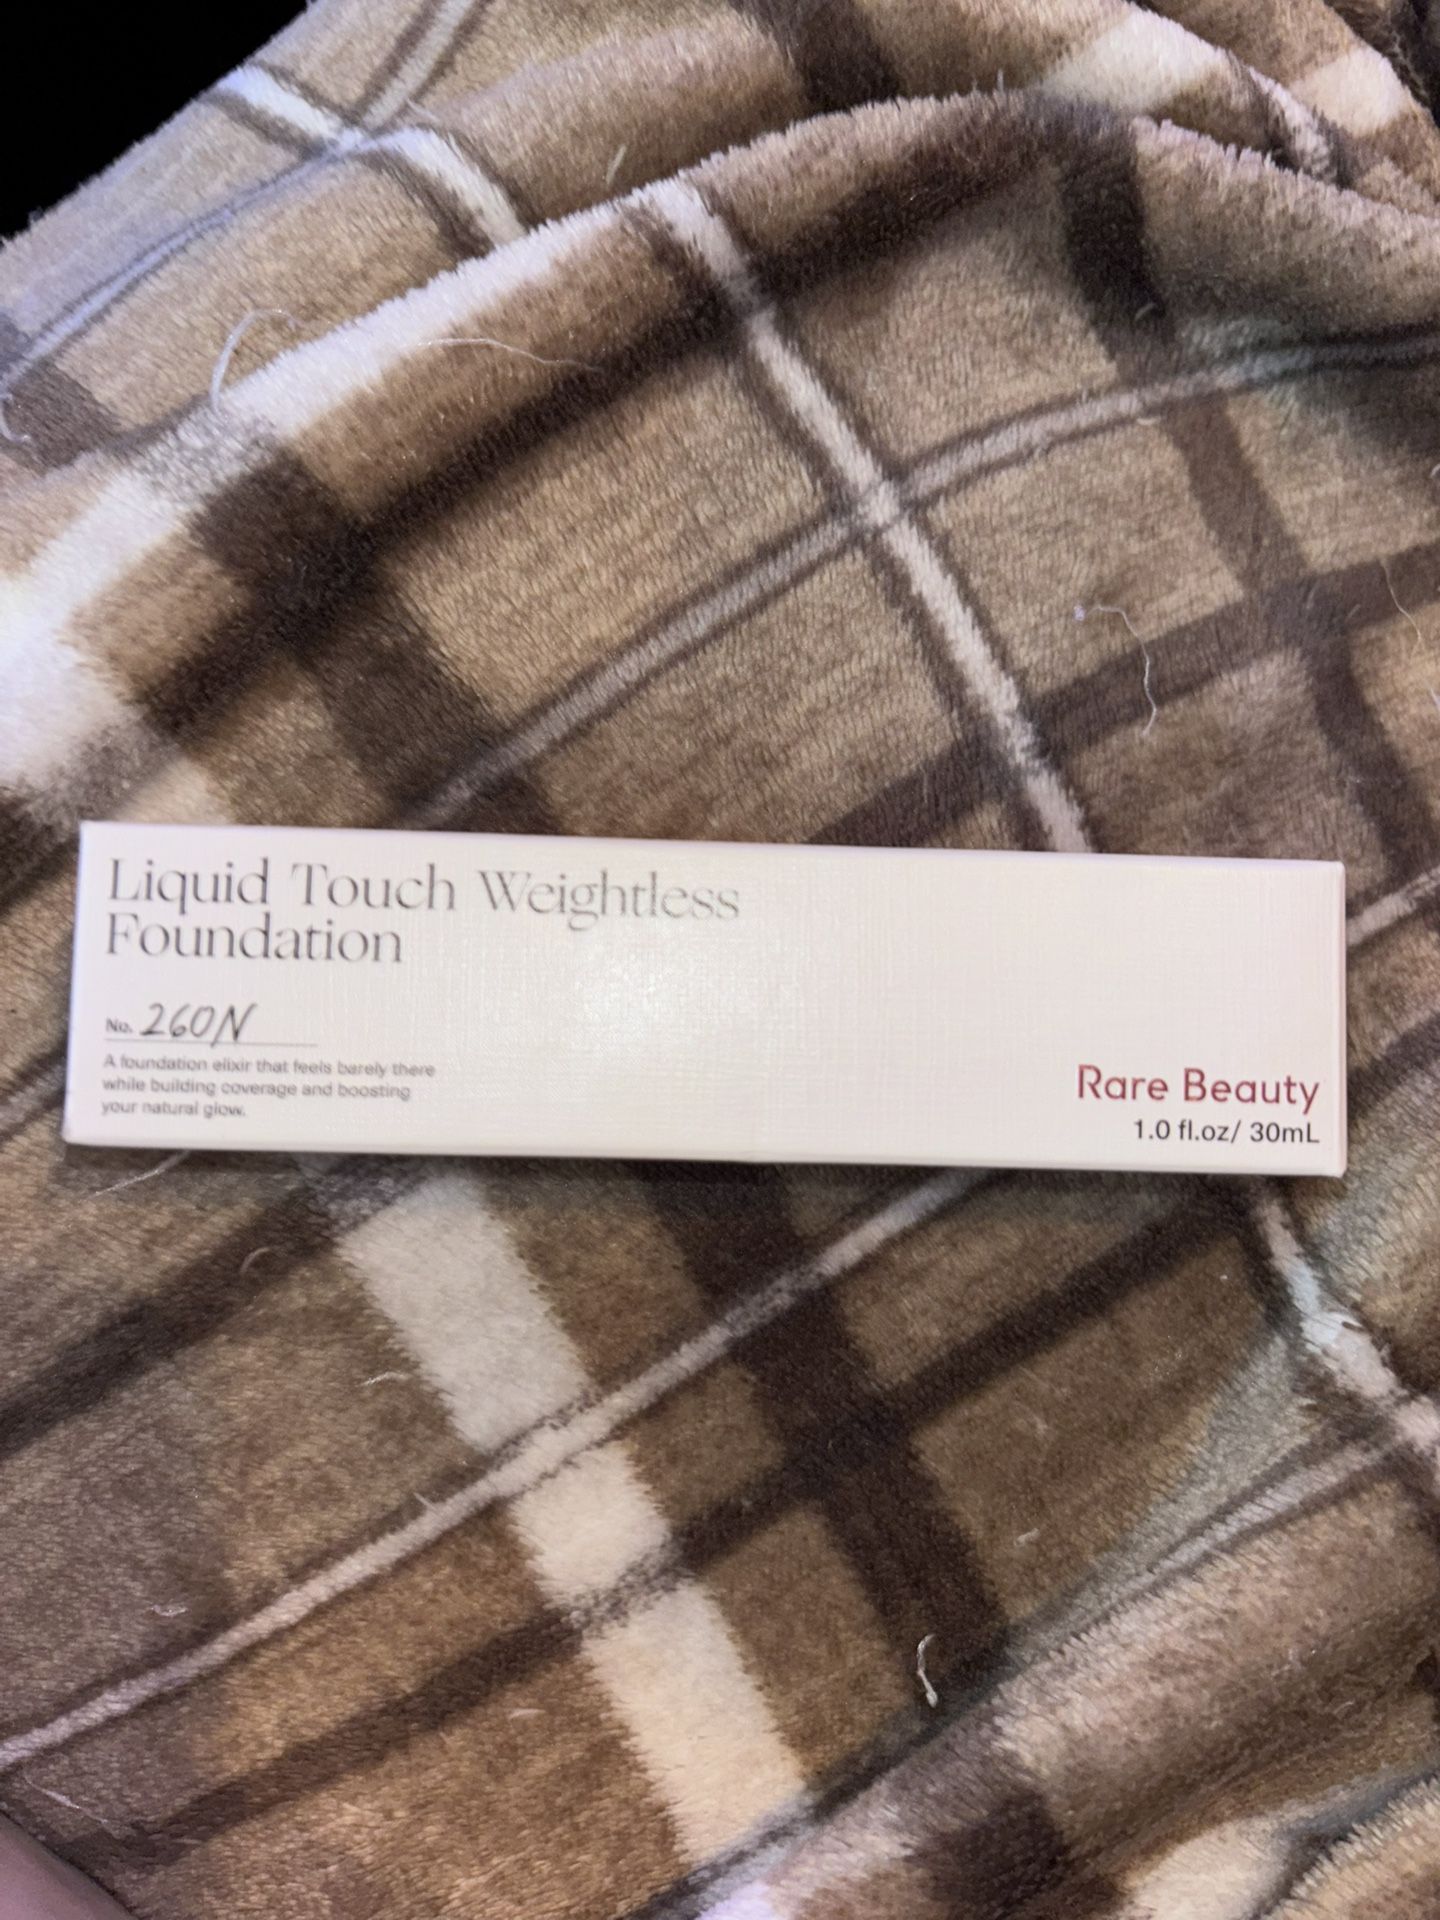 Liquid Touch Weightless
Foundation
No. 260N
A foundation elixir that feels barely there
while building coverage and boosting
your natural glow.
Rare Beauty
1.0 fl.oz/ 30mL